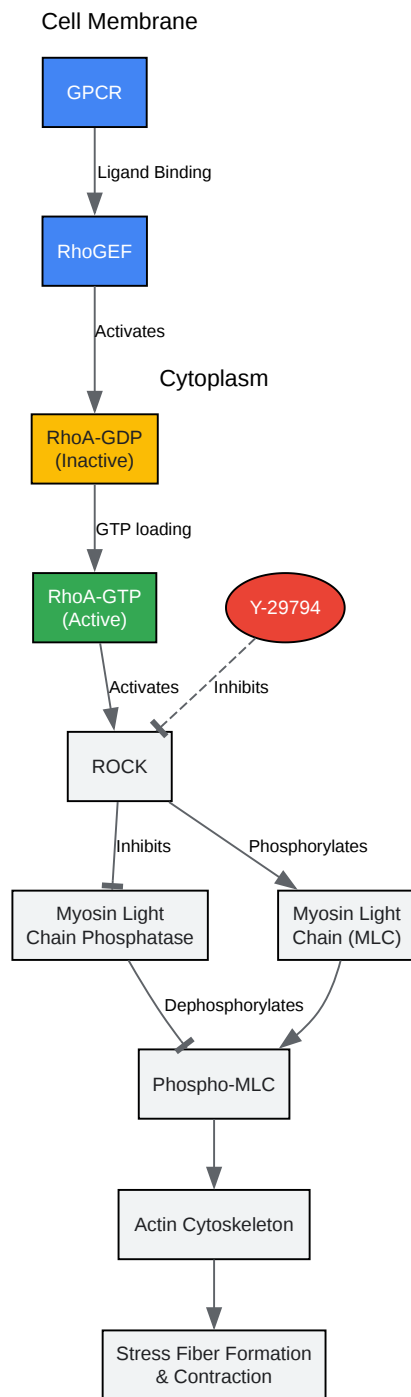 Cell Membrane
GPCR
Ligand Binding
RhoGEF
Activates
Cytoplasm
RhoA-GDP
(Inactive)
GTP loading
RhoA-GTP
(Active)
Y-29794
Activates
Inhibits
ROCK
Inhibits
Phosphorylates
Myosin Light
Chain Phosphatase
Myosin Light
Chain (MLC)
Dephosphorylates
Phospho-MLC
Actin Cytoskeleton
Stress Fiber Formation
& Contraction